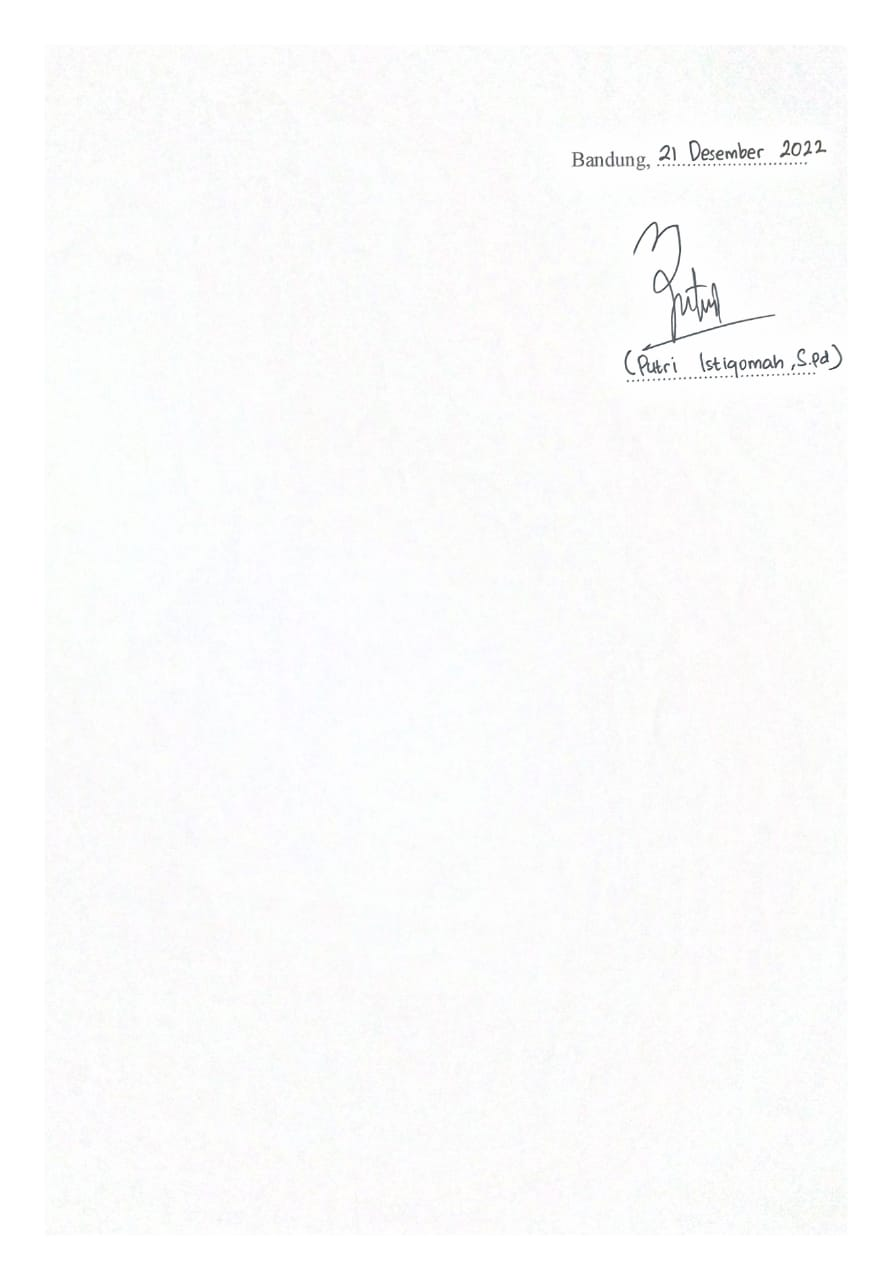 Bandung, 21 Desember 2022
(Putri Istiqomah, S.Pd)